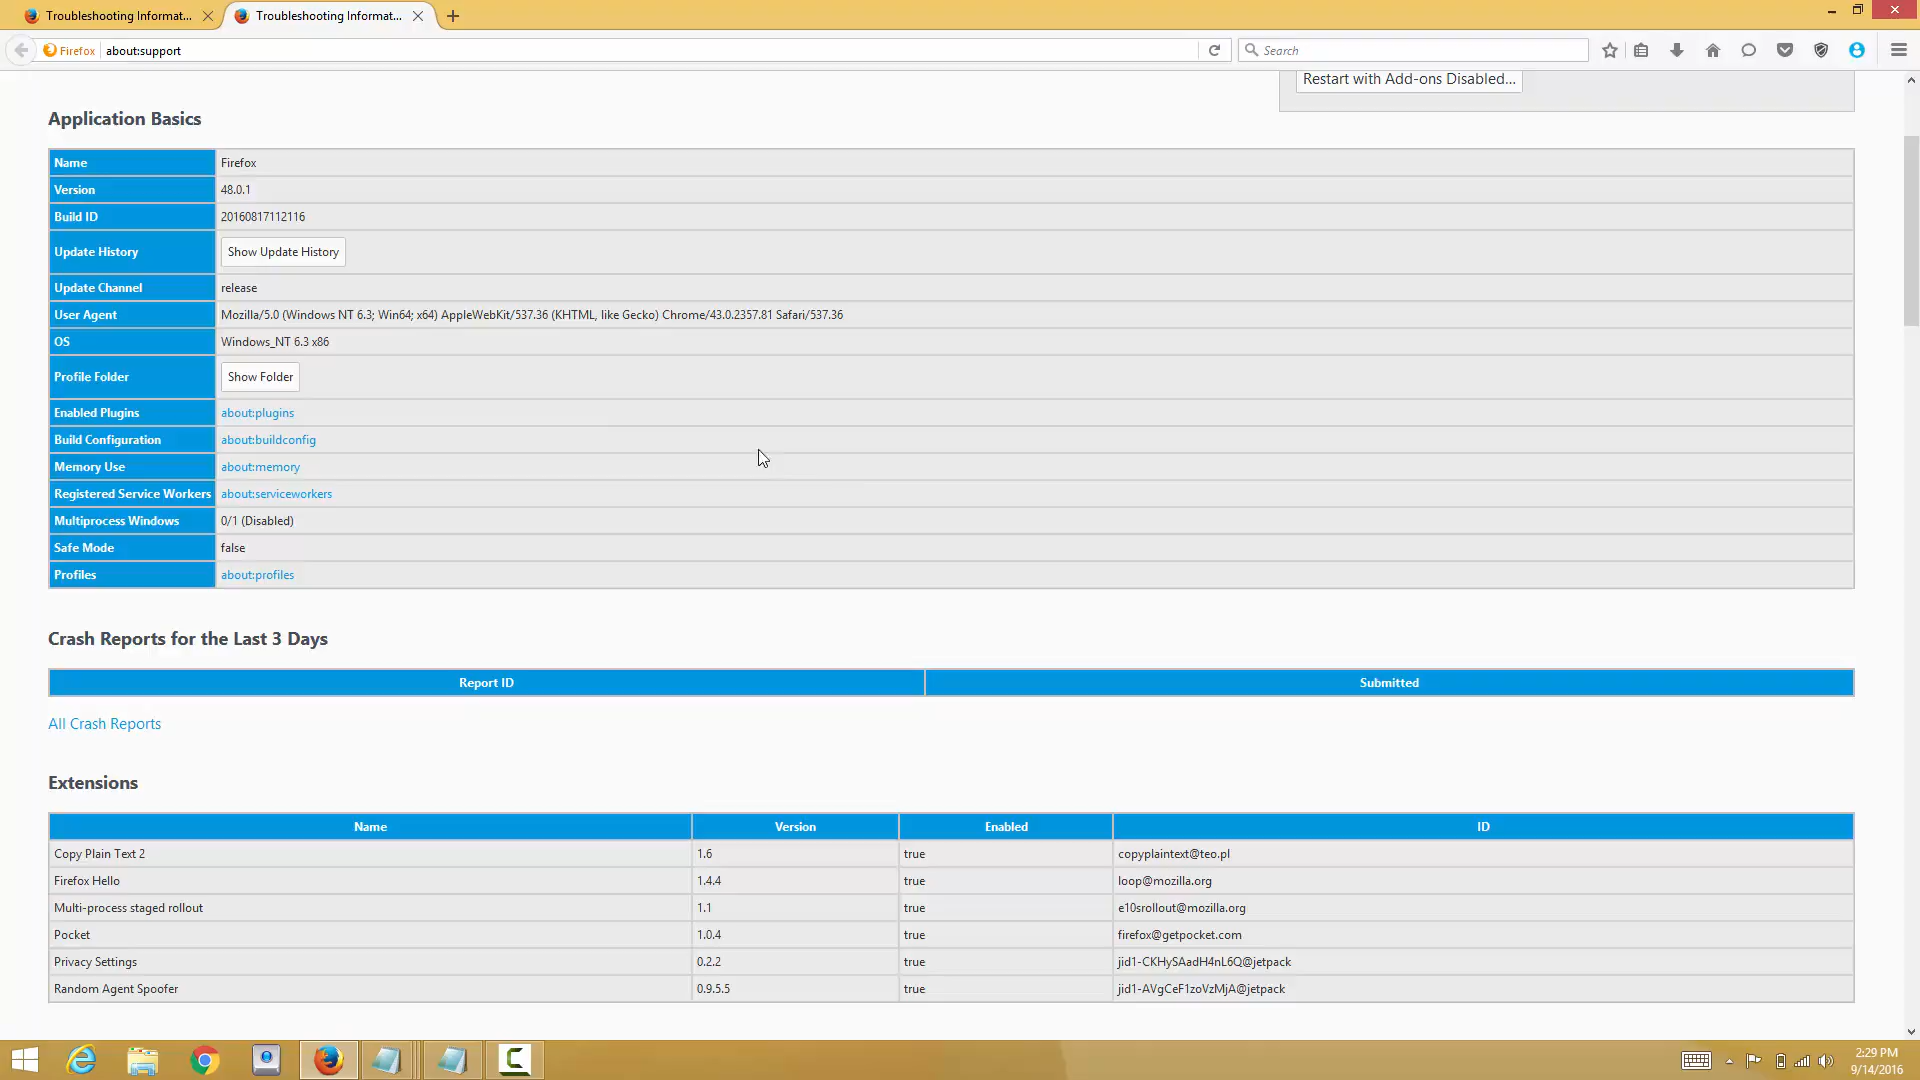 Troubleshooting Informat...
Troubleshooting Informat...
Firefox about:support
Search
Restart with Add-ons Disabled...
Application Basics
Name Firefox
Version 48.0.1
Build ID 20160817112116
Update History Show Update History
Update Channel release
User Agent Mozilla/5.0 (Windows NT 6.3; Win64; x64) AppleWebKit/537.36 (KHTML, like Gecko) Chrome/43.0.2357.81 Safari/537.36
OS Windows_NT 6.3 x86
Profile Folder Show Folder
Enabled Plugins about:plugins
Build Configuration about:buildconfig
Memory Use about:memory
Registered Service Workers about:serviceworkers
Multiprocess Windows 0/1 (Disabled)
Safe Mode false
Profiles about:profiles
Crash Reports for the Last 3 Days
Report ID Submitted
All Crash Reports
Extensions
Name Version Enabled ID
Copy Plain Text 2 1.6 true copyplaintext@teo.pl
Firefox Hello 1.4.4 true loop@mozilla.org
Multi-process staged rollout 1.1 true e10srollout@mozilla.org
Pocket 1.0.4 true firefox@getpocket.com
Privacy Settings 0.2.2 true jid1-CKHySAadH4nL6Q@jetpack
Random Agent Spoofer 0.9.5.5 true jid1-AVgCeF1zoVzMjA@jetpack
2:29 PM
9/14/2016